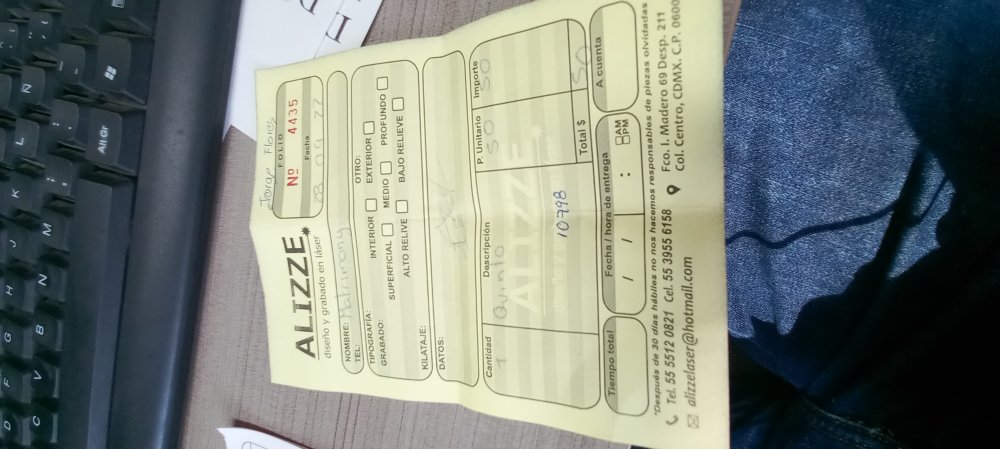 Jorge Flores
ALIZZE
diseño y grabado en láser
FOLIO
Nº 4435
Fecha
28 09 22
NOMBRE: Matrimony
TEL:
TIPOGRAFÍA: INTERIOR OTRO:
GRABADO: EXTERIOR
SUPERFICIAL MEDIO PROFUNDO
ALTO RELIVE BAJO RELIEVE
KILATAJE:
DATOS:
Cantidad Descripción P. Unitario Importe
1 Quinto 50 50
ALIZZE
10798
Total $ 50
Tiempo total Fecha / hora de entrega A cuenta
/ / : AM
PM
*Después de 30 días hábiles no nos hacemos responsables de piezas olvidadas
Tel. 55 5512 0821 Cel. 55 3955 6158 Fco. I. Madero 69 Desp. 211
alizzelaser@hotmail.com Col. Centro, CDMX. C.P. 0600
Alt Gr
Ñ
L
K
J
H
G
F
D
M
N
B
V
C